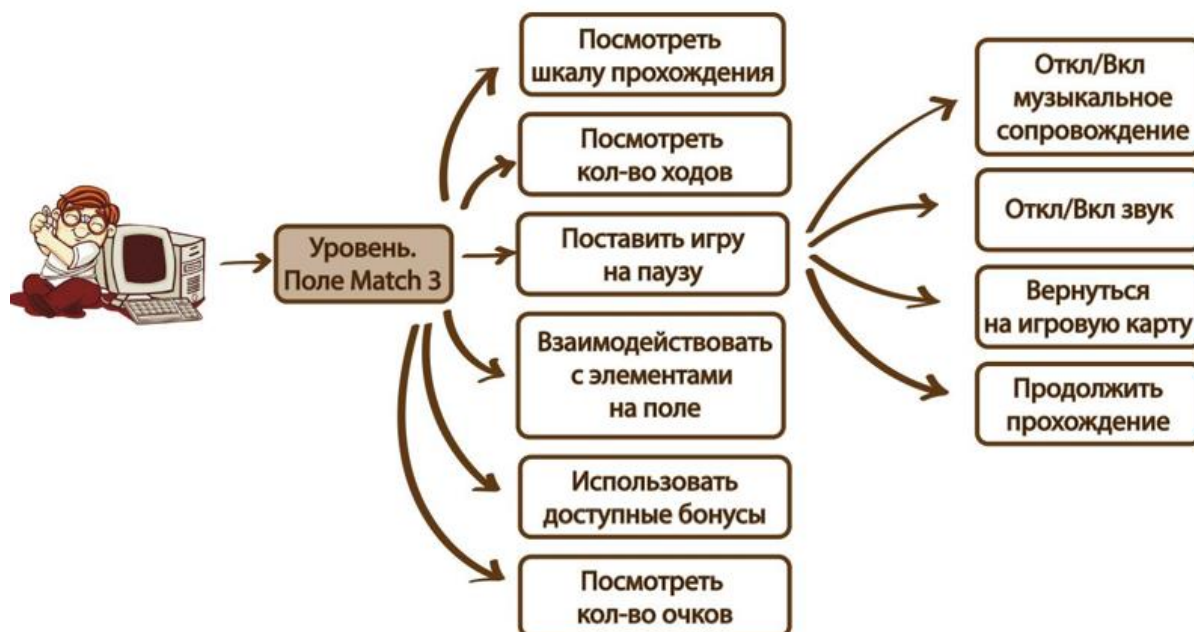 Посмотреть
шкалу прохождения
Посмотреть
кол-во ходов
Уровень.
Поле Match 3
Поставить игру
на паузу
Взаимодействовать
с элементами
на поле
Использовать
доступные бонусы
Посмотреть
кол-во очков
Откл/Вкл
музыкальное
сопровождение
Откл/Вкл звук
Вернуться
на игровую карту
Продолжить
прохождение